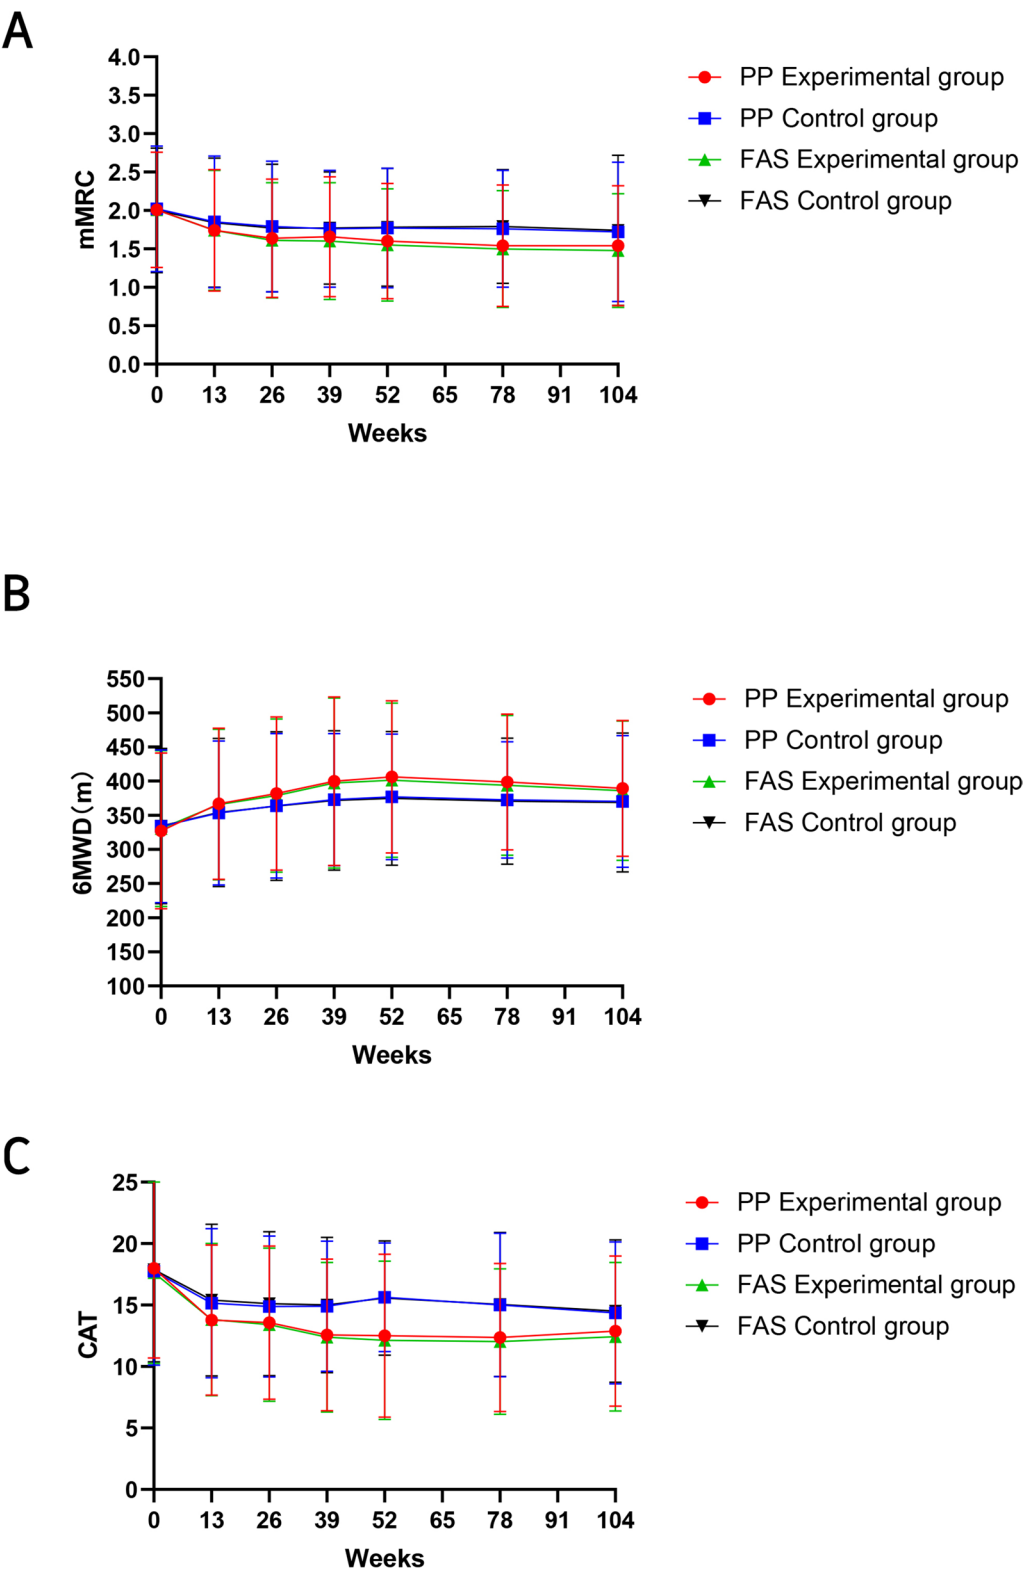 A
4.0
3.5
3.0
2.5
2.0
1.5
1.0
0.5
0.0
mMRC
0 13 26 39 52 65 78 91 104
Weeks
PP Experimental group
PP Control group
FAS Experimental group
FAS Control group
B
550
500
450
400
350
300
250
200
150
100
6MWD(m)
0 13 26 39 52 65 78 91 104
Weeks
PP Experimental group
PP Control group
FAS Experimental group
FAS Control group
C
25
20
15
10
5
0
CAT
0 13 26 39 52 65 78 91 104
Weeks
PP Experimental group
PP Control group
FAS Experimental group
FAS Control group